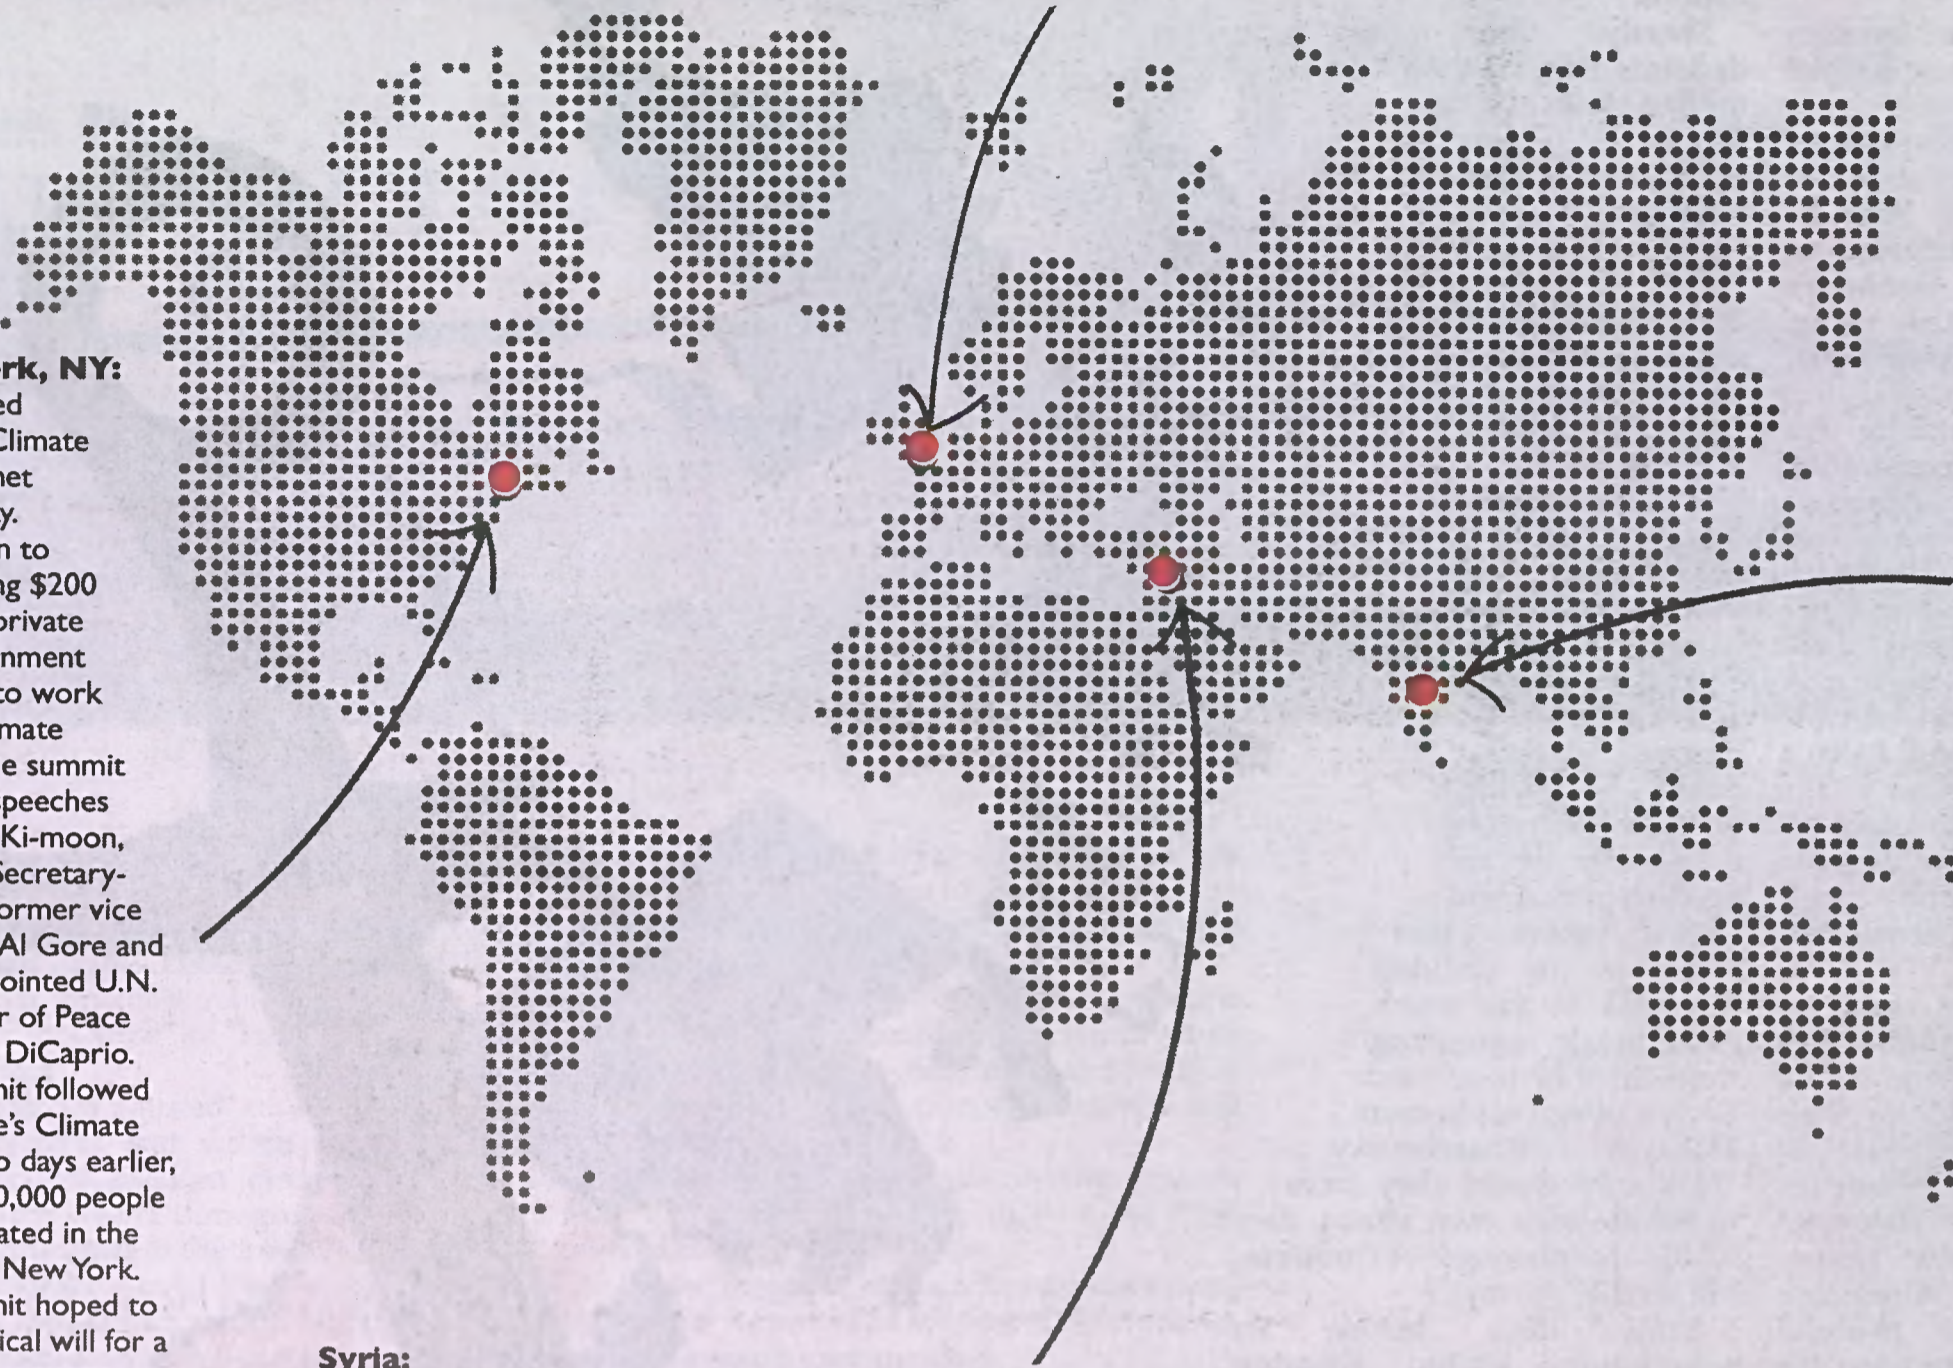 rk, NY:
ed
Climate
net
y.
n to
ng $200
private
nment
to work
mate
e summit
speeches
Ki-moon,
Secretary-
ormer vice
Al Gore and
ointed U.N.
r of Peace
DiCaprio.
nit followed
e's Climate
o days earlier,
0,000 people
ated in the
New York.
nit hoped to
ical will for a
Syria: